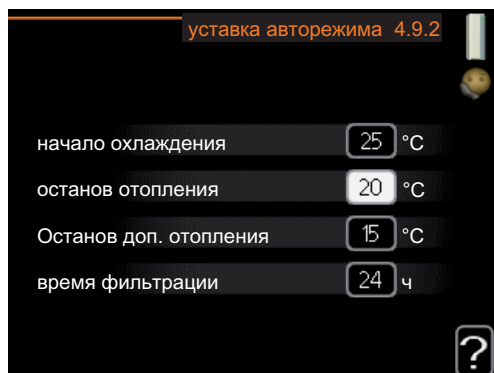 уставка авторежима 4.9.2
начало охлаждения 25 °C
останов отопления 20 °C
Останов доп. отопления 15 °C
время фильтрации 24 ч
?